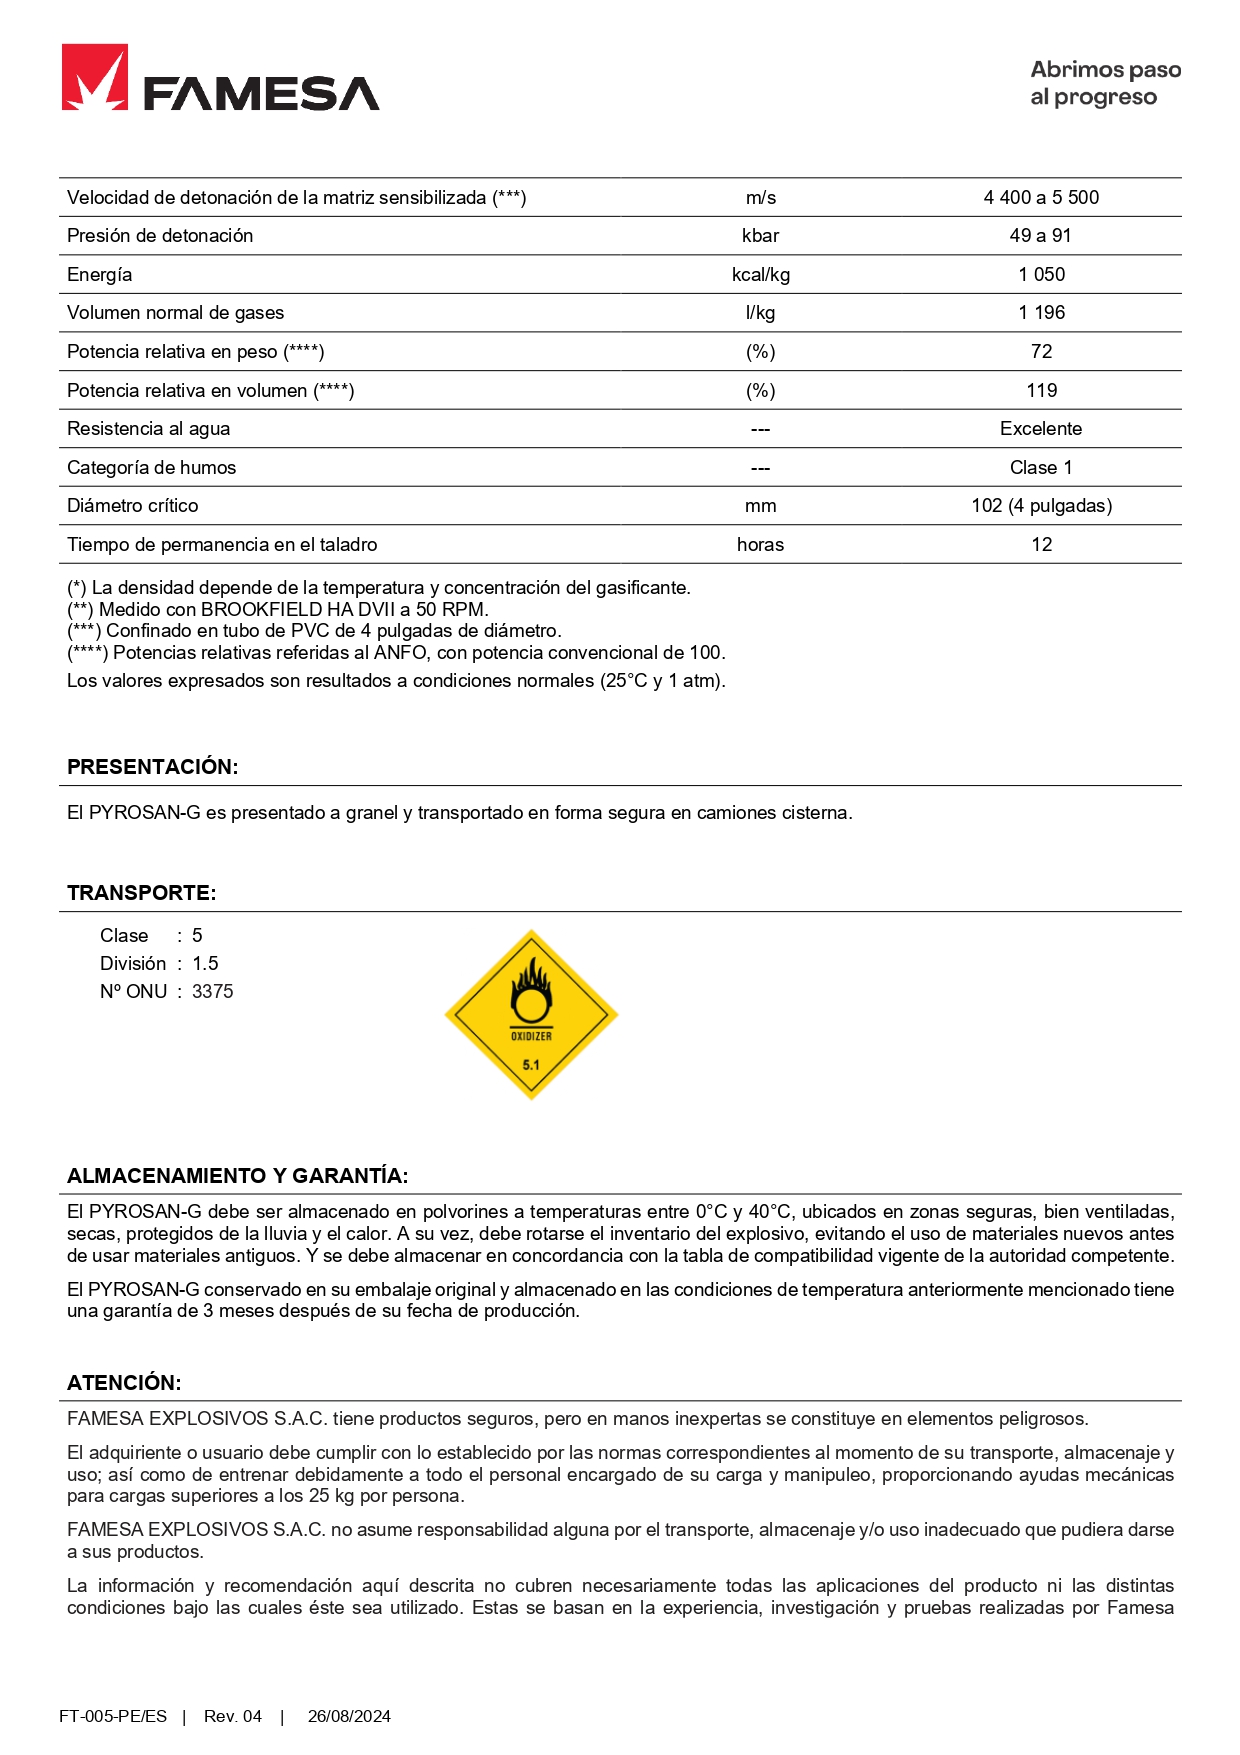 FAMESA
Abrimos paso
al progreso
Velocidad de detonación de la matriz sensibilizada (***) m/s 4 400 a 5 500
Presión de detonación kbar 49 a 91
Energía kcal/kg 1 050
Volumen normal de gases l/kg 1 196
Potencia relativa en peso (****) (%) 72
Potencia relativa en volumen (****) (%) 119
Resistencia al agua --- Excelente
Categoría de humos --- Clase 1
Diámetro crítico mm 102 (4 pulgadas)
Tiempo de permanencia en el taladro horas 12
(*) La densidad depende de la temperatura y concentración del gasificante.
(**) Medido con BROOKFIELD HA DVII a 50 RPM.
(***) Confinado en tubo de PVC de 4 pulgadas de diámetro.
(****) Potencias relativas referidas al ANFO, con potencia convencional de 100.
Los valores expresados son resultados a condiciones normales (25°C y 1 atm).
PRESENTACIÓN:
El PYROSAN-G es presentado a granel y transportado en forma segura en camiones cisterna.
TRANSPORTE:
Clase : 5
División : 1.5
Nº ONU : 3375
OXIDIZER
5.1
ALMACENAMIENTO Y GARANTÍA:
El PYROSAN-G debe ser almacenado en polvorines a temperaturas entre 0°C y 40°C, ubicados en zonas seguras, bien ventiladas,
secas, protegidos de la lluvia y el calor. A su vez, debe rotarse el inventario del explosivo, evitando el uso de materiales nuevos antes
de usar materiales antiguos. Y se debe almacenar en concordancia con la tabla de compatibilidad vigente de la autoridad competente.
El PYROSAN-G conservado en su embalaje original y almacenado en las condiciones de temperatura anteriormente mencionado tiene
una garantía de 3 meses después de su fecha de producción.
ATENCIÓN:
FAMESA EXPLOSIVOS S.A.C. tiene productos seguros, pero en manos inexpertas se constituye en elementos peligrosos.
El adquiriente o usuario debe cumplir con lo establecido por las normas correspondientes al momento de su transporte, almacenaje y
uso; así como de entrenar debidamente a todo el personal encargado de su carga y manipuleo, proporcionando ayudas mecánicas
para cargas superiores a los 25 kg por persona.
FAMESA EXPLOSIVOS S.A.C. no asume responsabilidad alguna por el transporte, almacenaje y/o uso inadecuado que pudiera darse
a sus productos.
La información y recomendación aquí descrita no cubren necesariamente todas las aplicaciones del producto ni las distintas
condiciones bajo las cuales éste sea utilizado. Estas se basan en la experiencia, investigación y pruebas realizadas por Famesa
FT-005-PE/ES | Rev. 04 | 26/08/2024